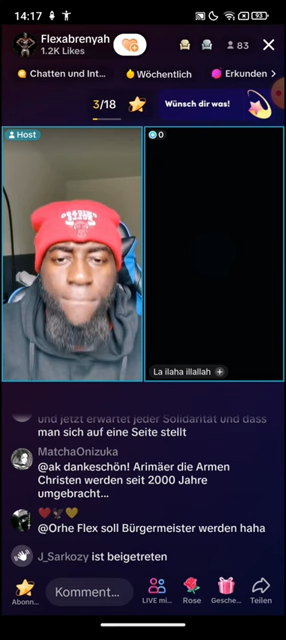 14:17
93
Flexabrenyah
1.2K Likes
83
Chatten und Int...
Wöchentlich
Erkunden
3/18
Wünsch dir was!
Host
0
La ilaha illallah
und jetzt erwartet jeder Solidarität und dass
man sich auf eine Seite stellt
MatchaOnizuka
@ak dankeschön! Arimäer die Armen
Christen werden seit 2000 Jahre
umgebracht...
@Orhe Flex soll Bürgermeister werden haha
J_Sarkozy ist beigetreten
Komment...
Abonn...
LIVE mi...
Rose
Gesche...
Teilen